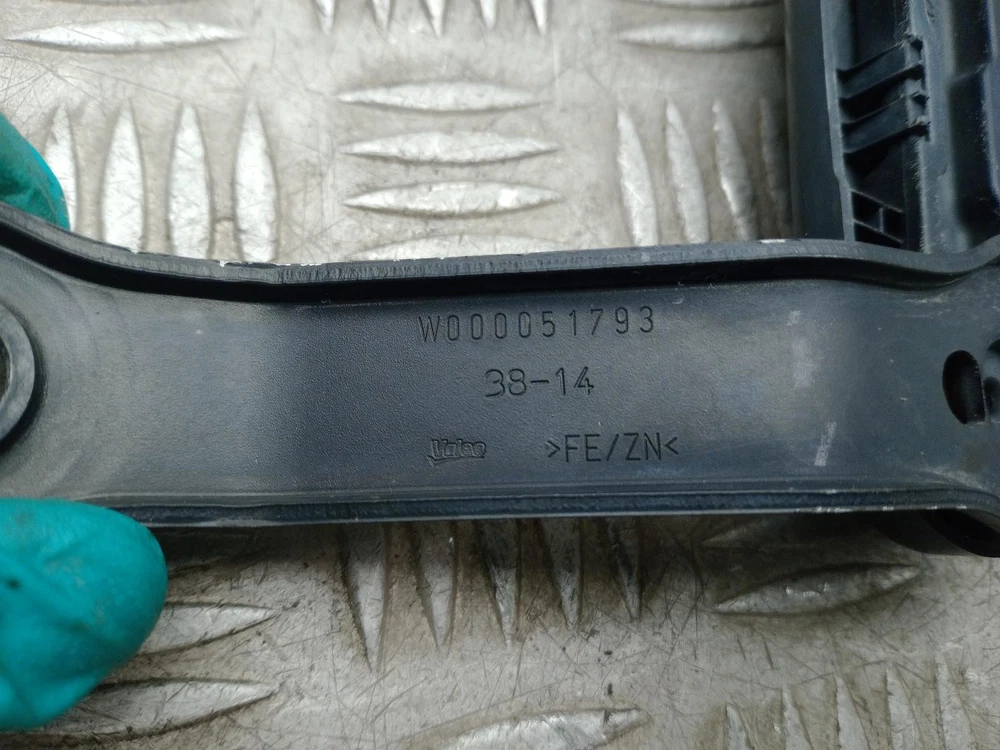 W000051793
38-14
Valeo >FE/ZN<